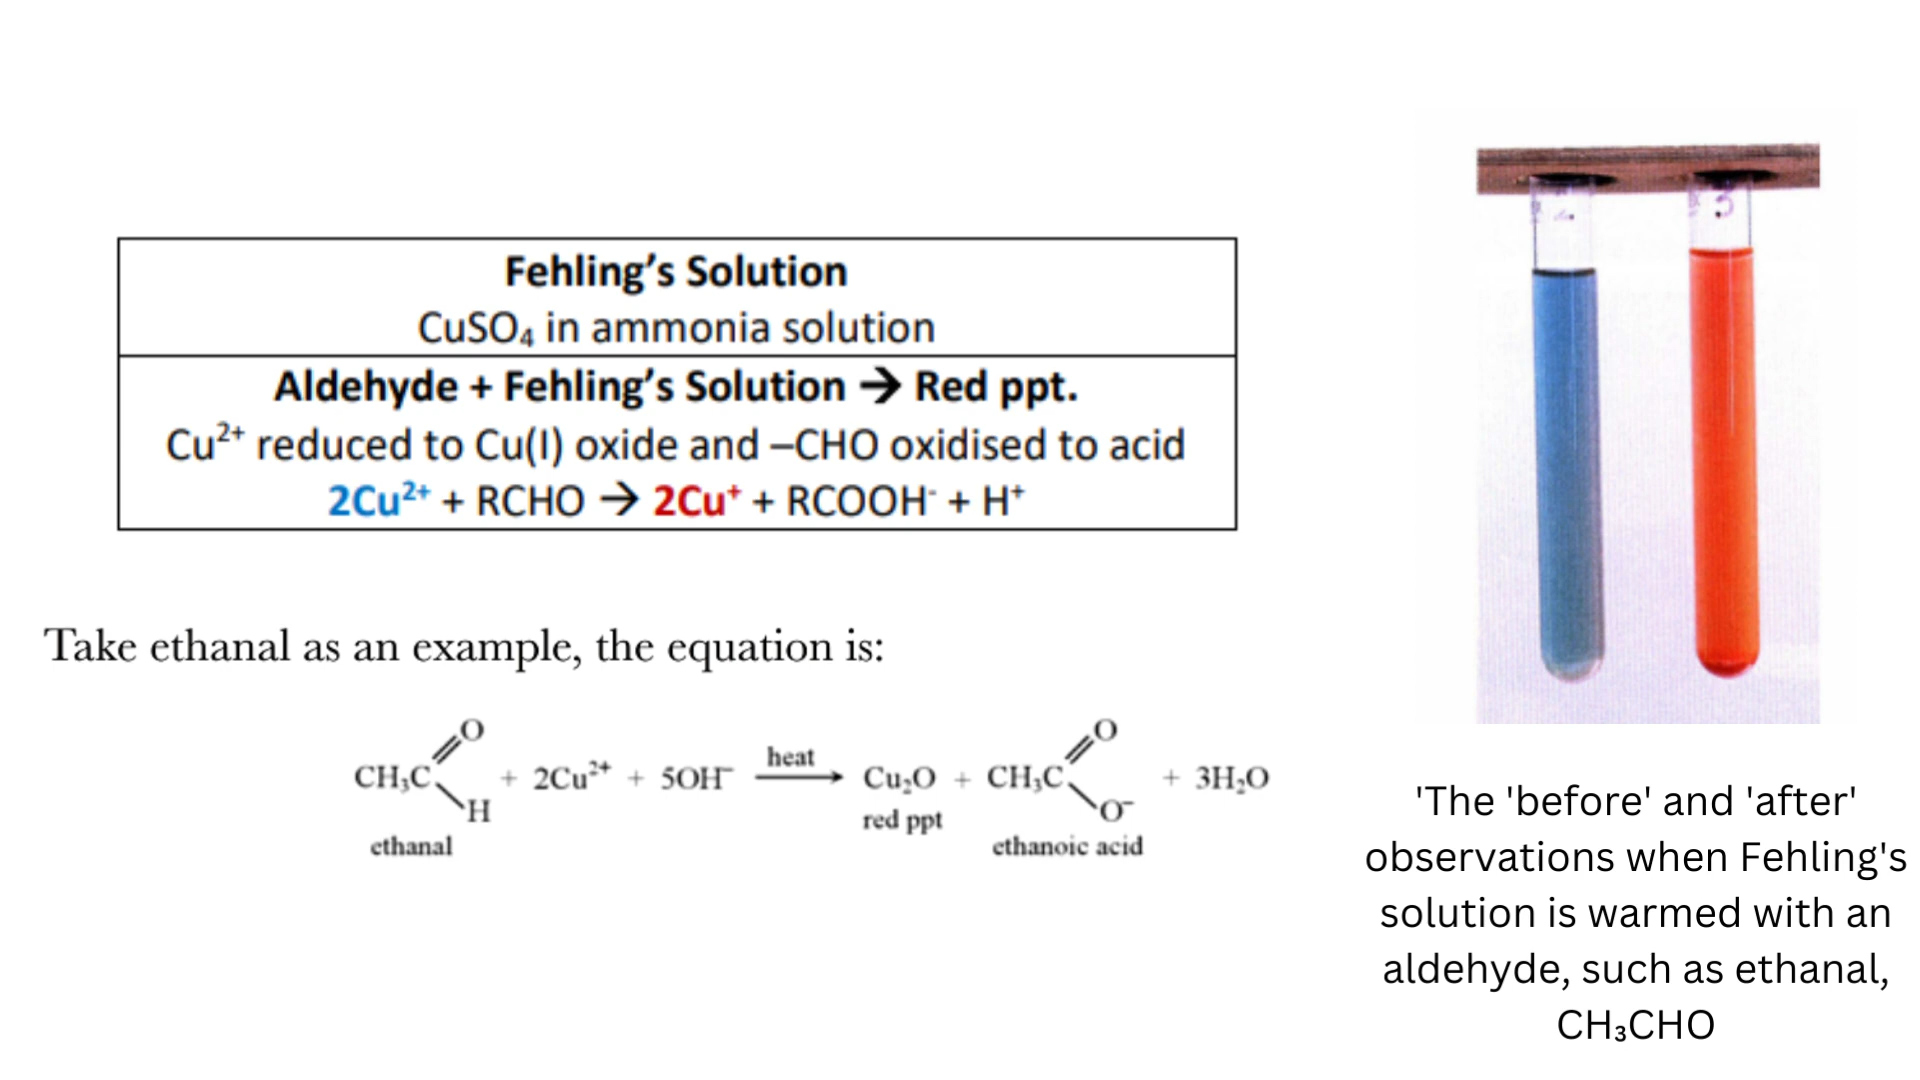 Fehling’s Solution
CuSO₄ in ammonia solution
Aldehyde + Fehling’s Solution → Red ppt.
Cu²⁺ reduced to Cu(I) oxide and –CHO oxidised to acid
2Cu²⁺ + RCHO → 2Cu⁺ + RCOOH⁻ + H⁺
Take ethanal as an example, the equation is:
CH₃C O H + 2Cu²⁺ + 5OH⁻ heat → Cu₂O + CH₃C O O⁻ + 3H₂O
red ppt
ethanal ethanoic acid
'The 'before' and 'after'
observations when Fehling's
solution is warmed with an
aldehyde, such as ethanal,
CH₃CHO